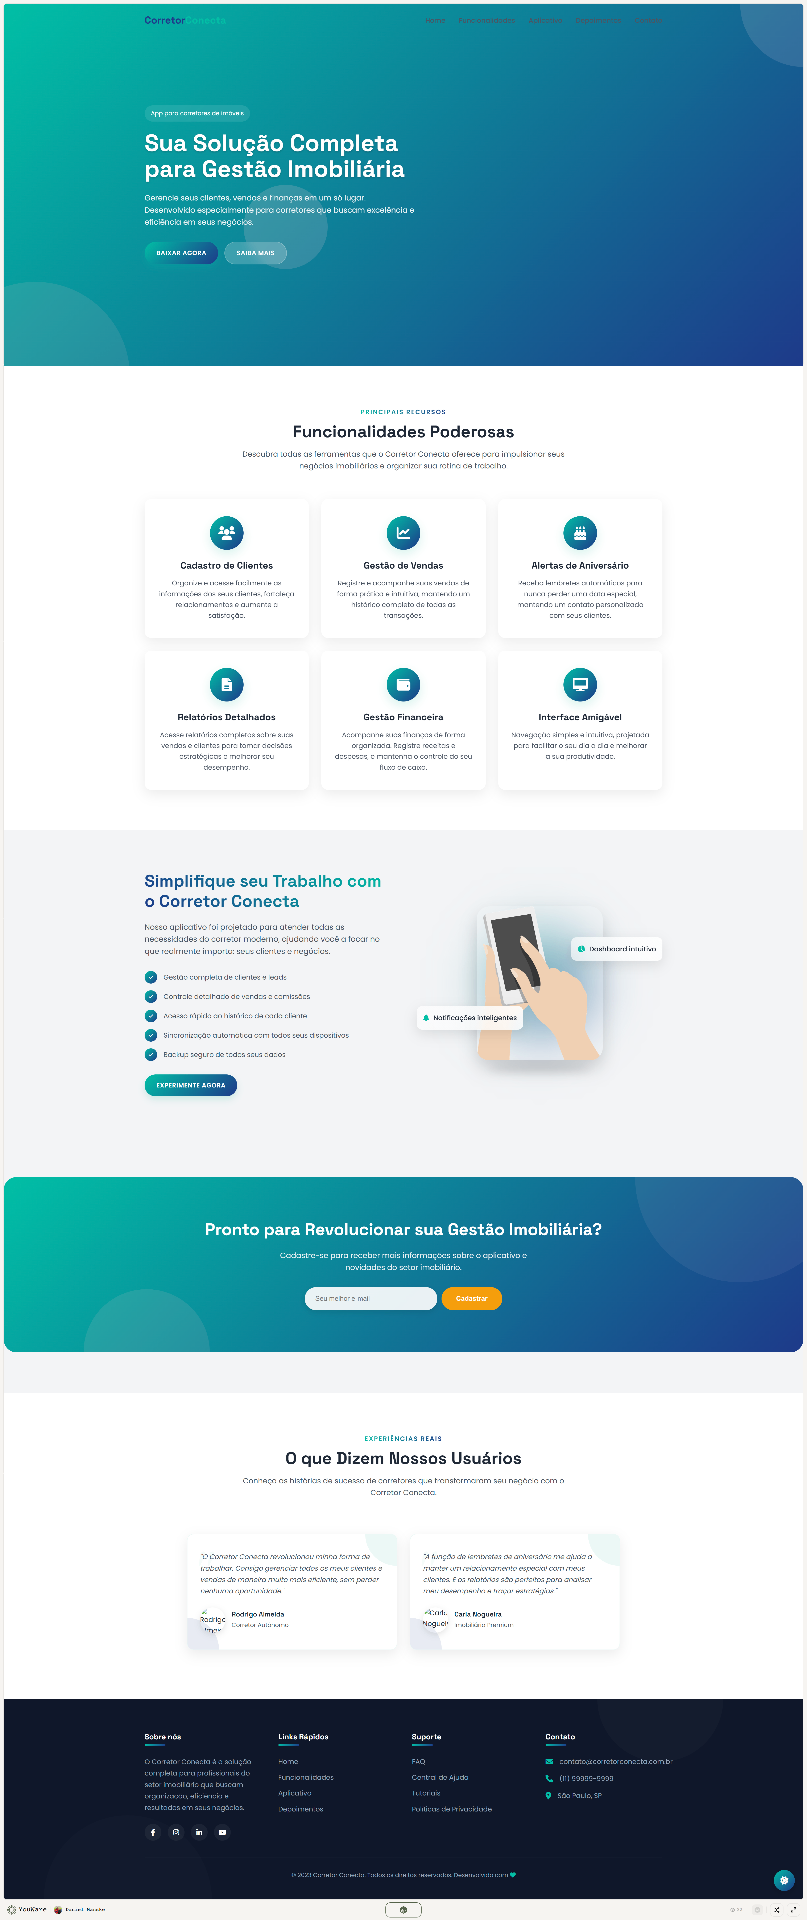 CorretorConecta
Home Funcionalidades Aplicativo Depoimentos Contato
App para corretores de imóveis
Sua Solução Completa
para Gestão Imobiliária
Gerencie seus clientes, vendas e finanças em um só lugar.
Desenvolvido especialmente para corretores que buscam excelência e
eficiência em seus negócios.
BAIXAR AGORA SAIBA MAIS
PRINCIPAIS RECURSOS
Funcionalidades Poderosas
Descubra todas as ferramentas que o Corretor Conecta oferece para impulsionar seus
negócios imobiliários e organizar sua rotina de trabalho.
Cadastro de Clientes
Organize e acesse facilmente as
informações dos seus clientes, fortaleça
relacionamentos e aumente a
satisfação.
Gestão de Vendas
Registre e acompanhe suas vendas de
forma prática e intuitiva, mantendo um
histórico completo de todas as
transações.
Alertas de Aniversário
Receba lembretes automáticos para
nunca perder uma data especial,
mantendo um contato personalizado
com seus clientes.
Relatórios Detalhados
Acesse relatórios completos sobre suas
vendas e clientes para tomar decisões
estratégicas e melhorar seu
desempenho.
Gestão Financeira
Acompanhe suas finanças de forma
organizada. Registre receitas e
despesas, e mantenha o controle do seu
fluxo de caixa.
Interface Amigável
Navegação simples e intuitiva, projetada
para facilitar o seu dia a dia e melhorar
a sua produtividade.
Simplifique seu Trabalho com
o Corretor Conecta
Nosso aplicativo foi projetado para atender todas as
necessidades do corretor moderno, ajudando você a focar no
que realmente importa: seus clientes e negócios.
Gestão completa de clientes e leads
Controle detalhado de vendas e comissões
Acesso rápido ao histórico de cada cliente
Sincronização automática com todos seus dispositivos
Backup seguro de todos seus dados
EXPERIMENTE AGORA
Dashboard intuitivo
Notificações inteligentes
Pronto para Revolucionar sua Gestão Imobiliária?
Cadastre-se para receber mais informações sobre o aplicativo e
novidades do setor imobiliário.
Seu melhor e-mail Cadastrar
EXPERIÊNCIAS REAIS
O que Dizem Nossos Usuários
Conheça as histórias de sucesso de corretores que transformaram seu negócio com o
Corretor Conecta.
"O Corretor Conecta revolucionou minha forma de
trabalhar. Consigo gerenciar todos os meus clientes e
vendas de maneira muito mais eficiente, sem perder
nenhuma oportunidade."
Rodrigo
Rodrigo Almeida
Corretor Autônomo
"A função de lembretes de aniversário me ajuda a
manter um relacionamento especial com meus
clientes. E os relatórios são perfeitos para analisar
meu desempenho e traçar estratégias."
Carla
Nogueir
Carla Nogueira
Imobiliária Premium
Sobre nós
O Corretor Conecta é a solução
completa para profissionais do
setor imobiliário que buscam
organização, eficiência e
resultados em seus negócios.
Links Rápidos
Home
Funcionalidades
Aplicativo
Depoimentos
Suporte
FAQ
Central de Ajuda
Tutoriais
Políticas de Privacidade
Contato
contato@corretorconecta.com.br
(11) 99999-9999
São Paulo, SP
© 2023 Corretor Conecta. Todos os direitos reservados. Desenvolvido com
YouWare